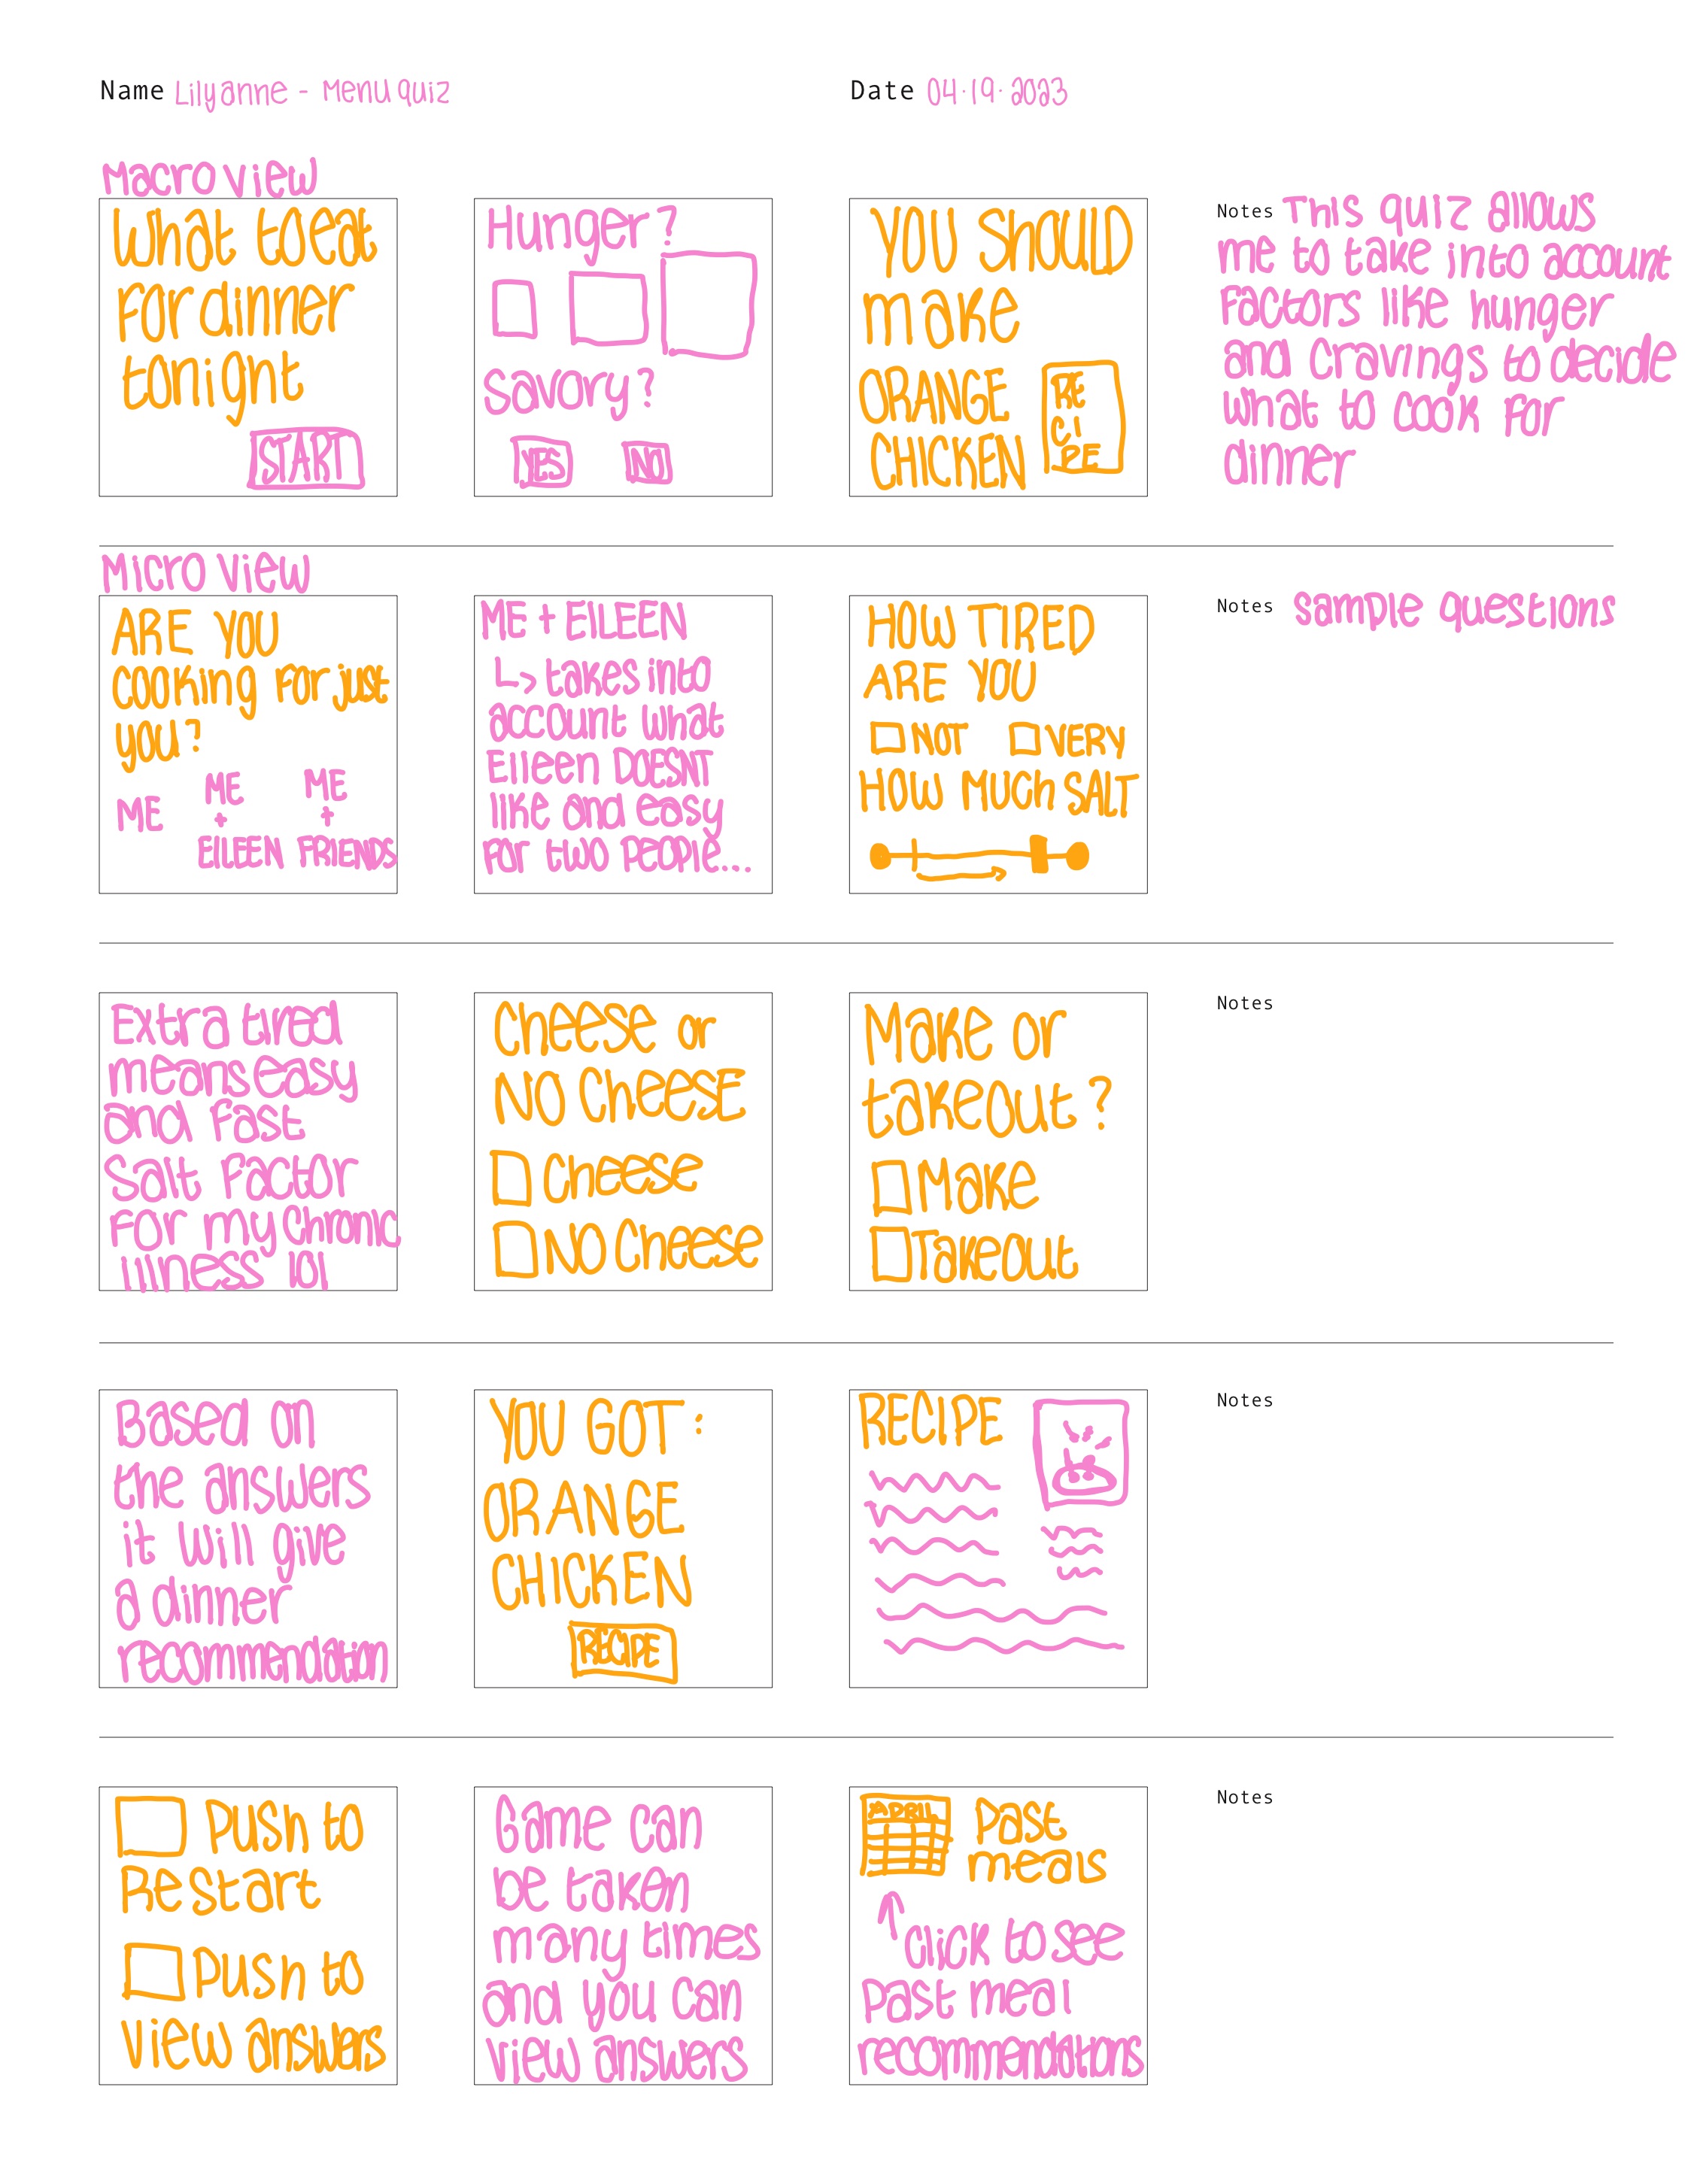 Name Lilyanne - Menu quiz
Date 04.19.2023
Macro view
What to eat
for dinner
tonight
START
Hunger?
Savory?
YES NO
YOU SHOULD
make
ORANGE
CHICKEN
RE
CI
PE
Notes This quiz allows
me to take into account
factors like hunger
and cravings to decide
what to cook for
dinner
Micro view
ARE YOU
cooking for just
you?
ME ME ME
+ +
EILEEN FRIENDS
ME + EILEEN
↳ takes into
account what
Eileen DOESNT
like and easy
for two people....
HOW TIRED
ARE YOU
NOT VERY
HOW MUCH SALT
Notes sample questions
Extra tired
means easy
and fast
Salt factor
for my chronic
illness lol
Cheese or
NO Cheese
Cheese
NO Cheese
Make or
takeout?
Make
Takeout
Notes
Based on
the answers
it will give
a dinner
recommendation
YOU GOT:
ORANGE
CHICKEN
RECIPE
RECIPE
Notes
Push to
Restart
Push to
View answers
Game can
be taken
many times
and you can
view answers
APRIL
Past
meals
↑ click to see
past meal
recommendations
Notes